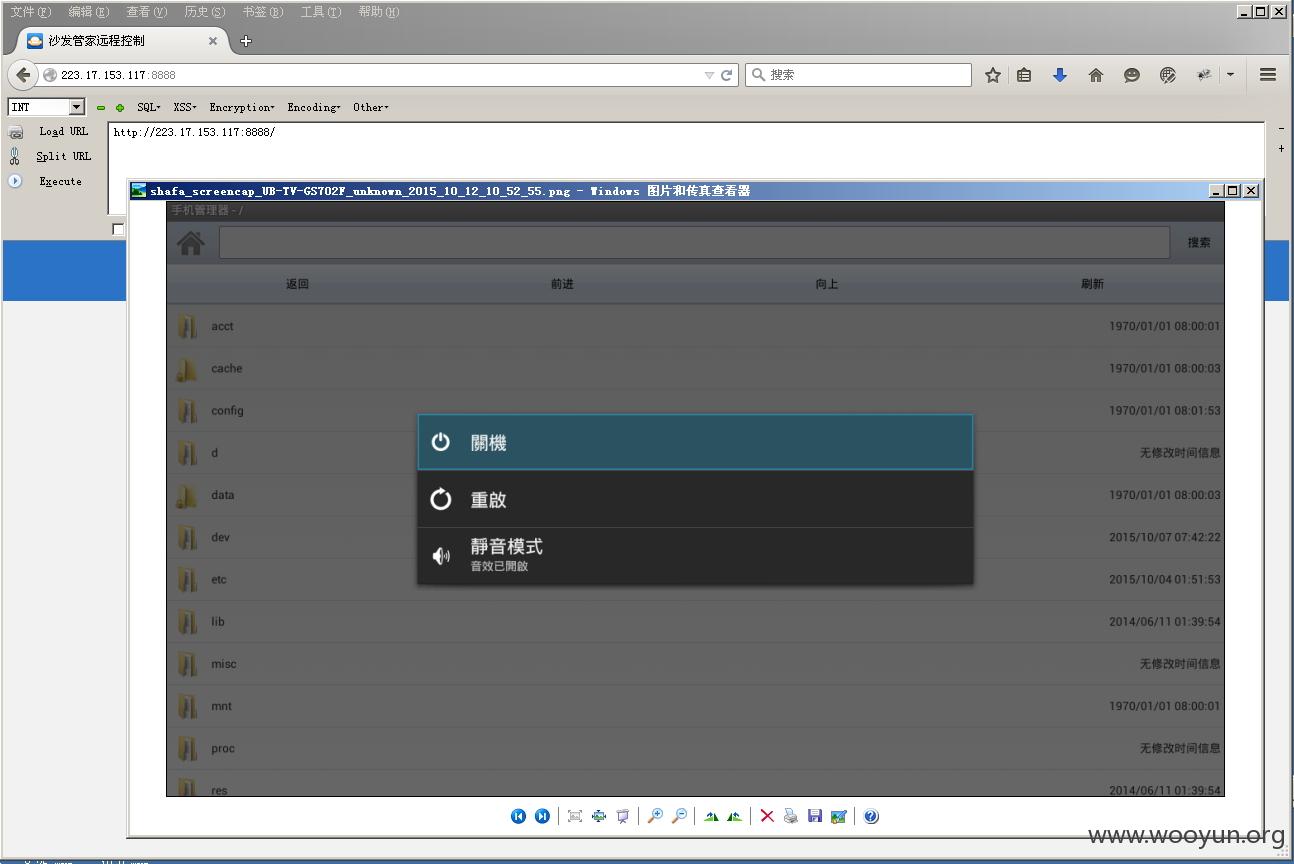 文件(F) 编辑(E) 查看(V) 历史(S) 书签(B) 工具(T) 帮助(H)
沙发管家远程控制
223.17.153.117:8888
搜索
INT SQL XSS Encryption Encoding Other
Load URL
http://223.17.153.117:8888/
Split URL
Execute
shafa_screencap_UB-TV-GS702F_unknown_2015_10_12_10_52_55.png - Windows 图片和传真查看器
手机管理器 - /
搜索
返回 前进 向上 刷新
acct 1970/01/01 08:00:01
cache 1970/01/01 08:00:03
config 1970/01/01 08:01:53
d 无修改时间信息
data 1970/01/01 08:00:03
dev 2015/10/07 07:42:22
etc 2015/10/04 01:51:53
lib 2014/06/11 01:39:54
misc 无修改时间信息
mnt 1970/01/01 08:00:01
proc 无修改时间信息
res 2014/06/11 01:39:54
關機
重啟
靜音模式
音效已開啟
www.wooyun.org